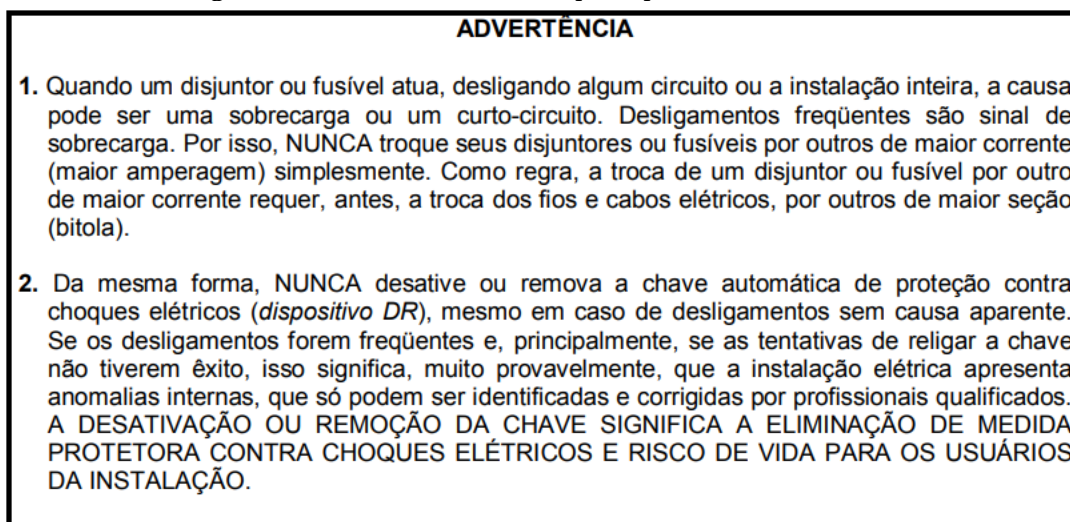 ADVERTÊNCIA
1. Quando um disjuntor ou fusível atua, desligando algum circuito ou a instalação inteira, a causa
pode ser uma sobrecarga ou um curto-circuito. Desligamentos freqüentes são sinal de
sobrecarga. Por isso, NUNCA troque seus disjuntores ou fusíveis por outros de maior corrente
(maior amperagem) simplesmente. Como regra, a troca de um disjuntor ou fusível por outro
de maior corrente requer, antes, a troca dos fios e cabos elétricos, por outros de maior seção
(bitola).
2. Da mesma forma, NUNCA desative ou remova a chave automática de proteção contra
choques elétricos (dispositivo DR), mesmo em caso de desligamentos sem causa aparente.
Se os desligamentos forem freqüentes e, principalmente, se as tentativas de religar a chave
não tiverem êxito, isso significa, muito provavelmente, que a instalação elétrica apresenta
anomalias internas, que só podem ser identificadas e corrigidas por profissionais qualificados.
A DESATIVAÇÃO OU REMOÇÃO DA CHAVE SIGNIFICA A ELIMINAÇÃO DE MEDIDA
PROTETORA CONTRA CHOQUES ELÉTRICOS E RISCO DE VIDA PARA OS USUÁRIOS
DA INSTALAÇÃO.